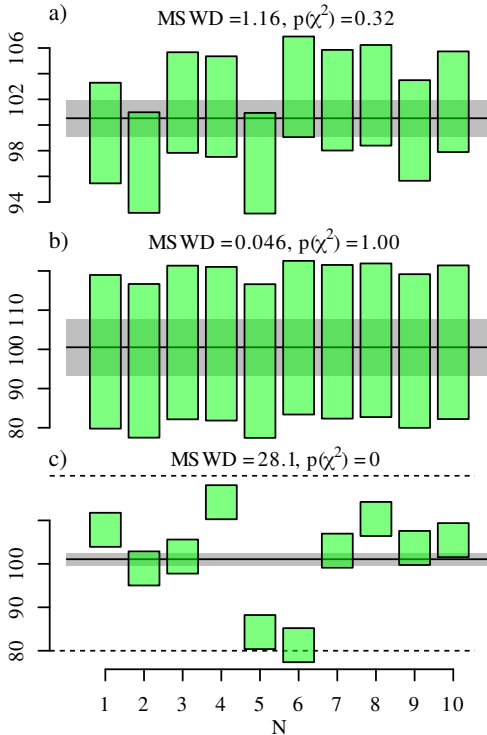 a)
MSWD = 1.16, p(χ²) = 0.32
106
102
98
94
b)
MSWD = 0.046, p(χ²) = 1.00
110
100
90
80
c)
MSWD = 28.1, p(χ²) = 0
100
90
80
1 2 3 4 5 6 7 8 9 10
N